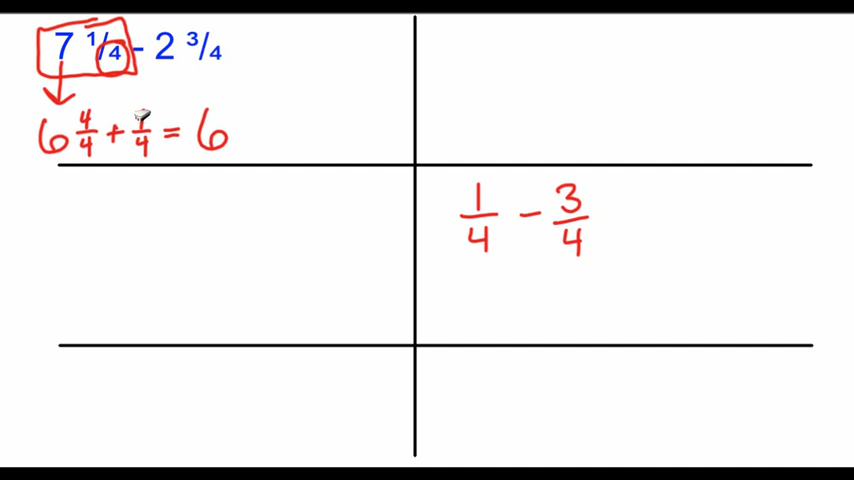 7 ¹/₄ - 2 ³/₄
6 4/4 + 1/4 = 6
1/4 - 3/4